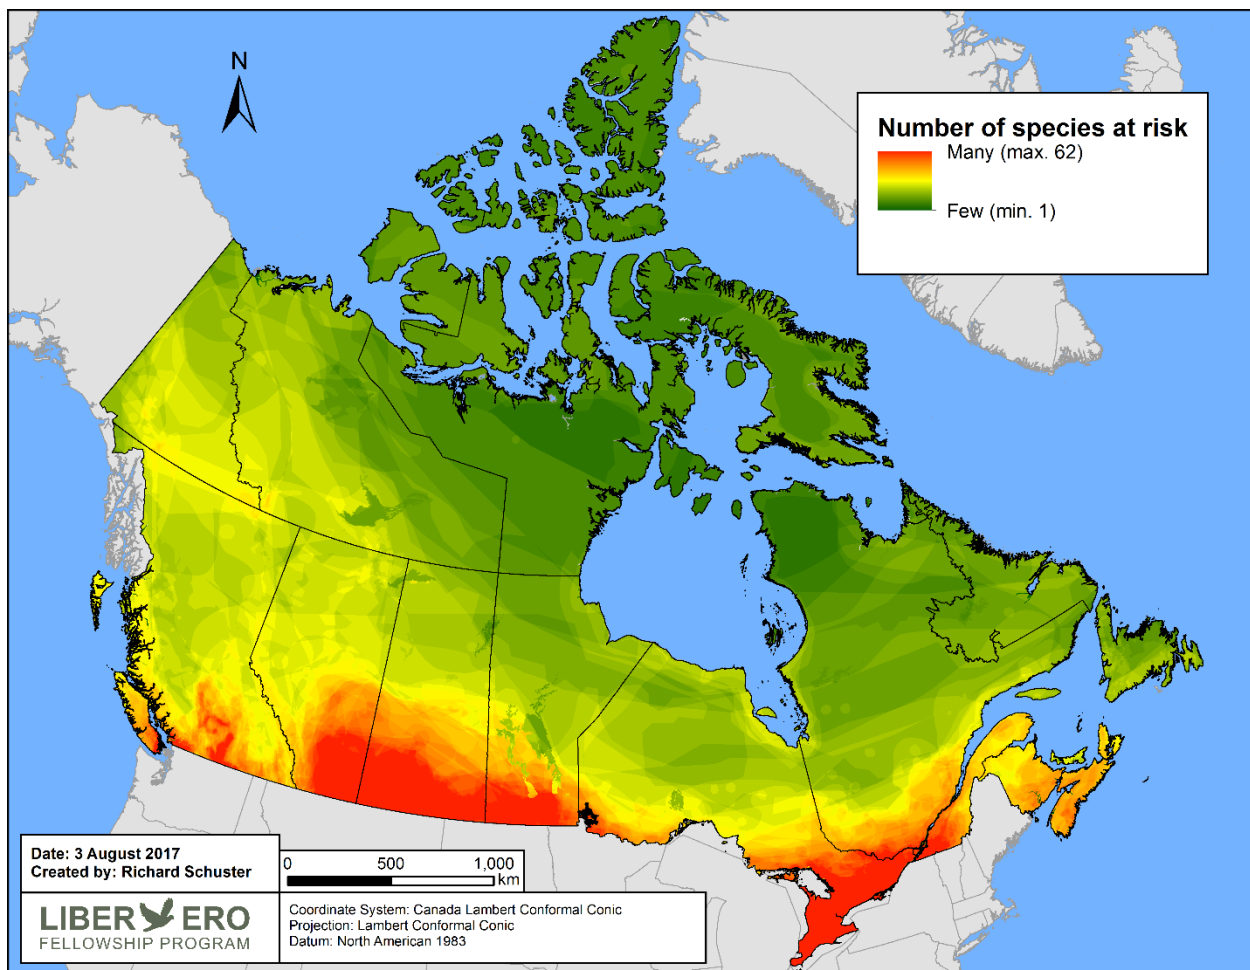 N
Number of species at risk
Many (max. 62)
Few (min. 1)
Date: 3 August 2017
Created by: Richard Schuster
0 500 1,000
km
LIBER ERO
FELLOWSHIP PROGRAM
Coordinate System: Canada Lambert Conformal Conic
Projection: Lambert Conformal Conic
Datum: North American 1983